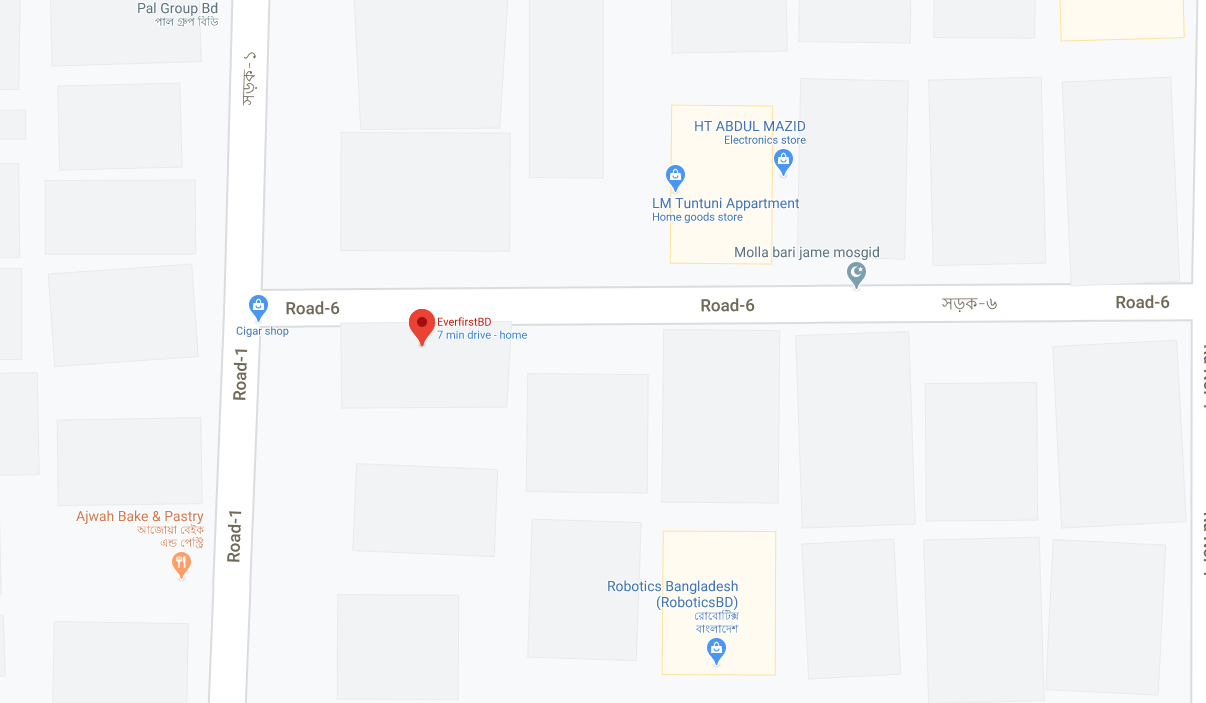 Pal Group Bd
পাল গ্রুপ বিডি
সড়ক-১
HT ABDUL MAZID
Electronics store
LM Tuntuni Appartment
Home goods store
Molla bari jame mosgid
Road-6
Road-6
সড়ক-৬
Road-6
Cigar shop
EverfirstBD
7 min drive - home
Road-1
Ajwah Bake & Pastry
আজোয়া বেইক
এন্ড পেস্ট্রি
Road-1
Robotics Bangladesh
(RoboticsBD)
রোবোটিক্স
বাংলাদেশ